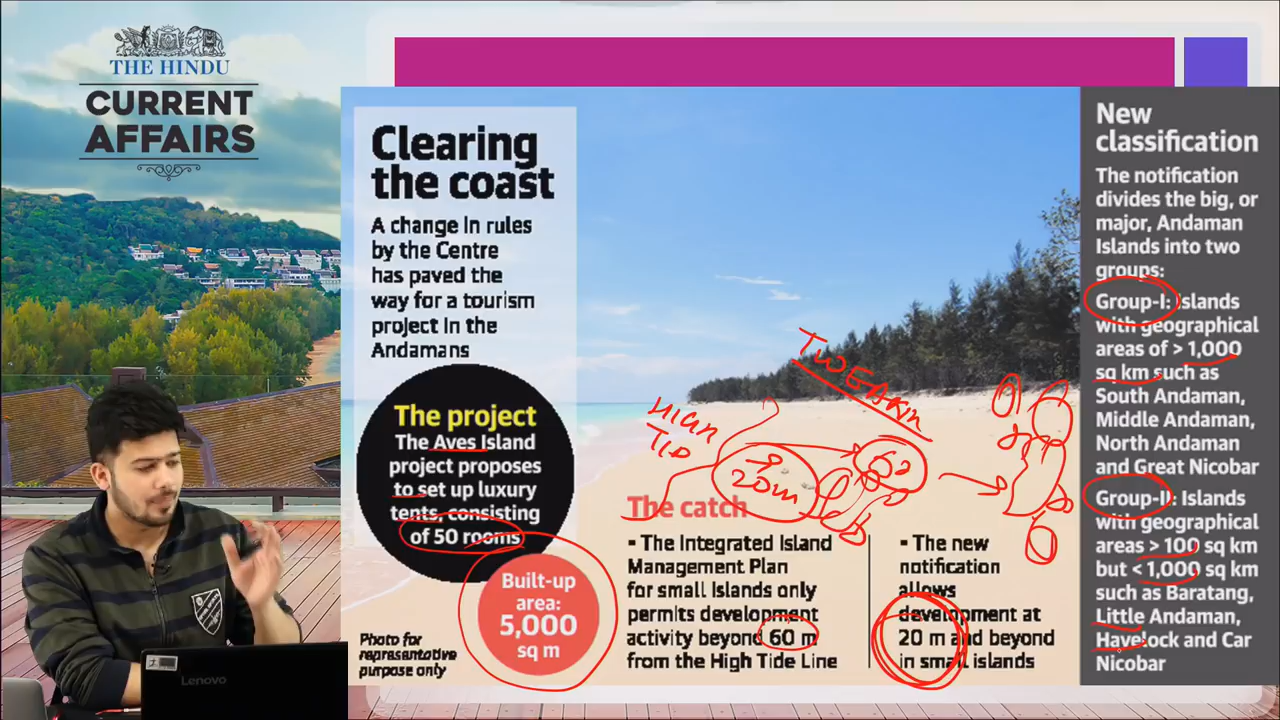 THE HINDU
CURRENT
AFFAIRS
Clearing
the coast
A change in rules
by the Centre
has paved the
way for a tourism
project in the
Andamans
The project
The Aves Island
project proposes
to set up luxury
tents, consisting
of 50 rooms
Built-up
area:
5,000
sq m
Photo for
representative
purpose only
HIGH
TID
TWEAKIN
20m
60
The catch
▪ The Integrated Island
Management Plan
for small islands only
permits development
activity beyond 60 m
from the High Tide Line
▪ The new
notification
allows
development at
20 m and beyond
in small islands
New
classification
The notification
divides the big, or
major, Andaman
Islands into two
groups:
Group-I: Islands
with geographical
areas of > 1,000
sq km such as
South Andaman,
Middle Andaman,
North Andaman
and Great Nicobar
Group-II: Islands
with geographical
areas > 100 sq km
but < 1,000 sq km
such as Baratang,
Little Andaman,
Havelock and Car
Nicobar
Lenovo